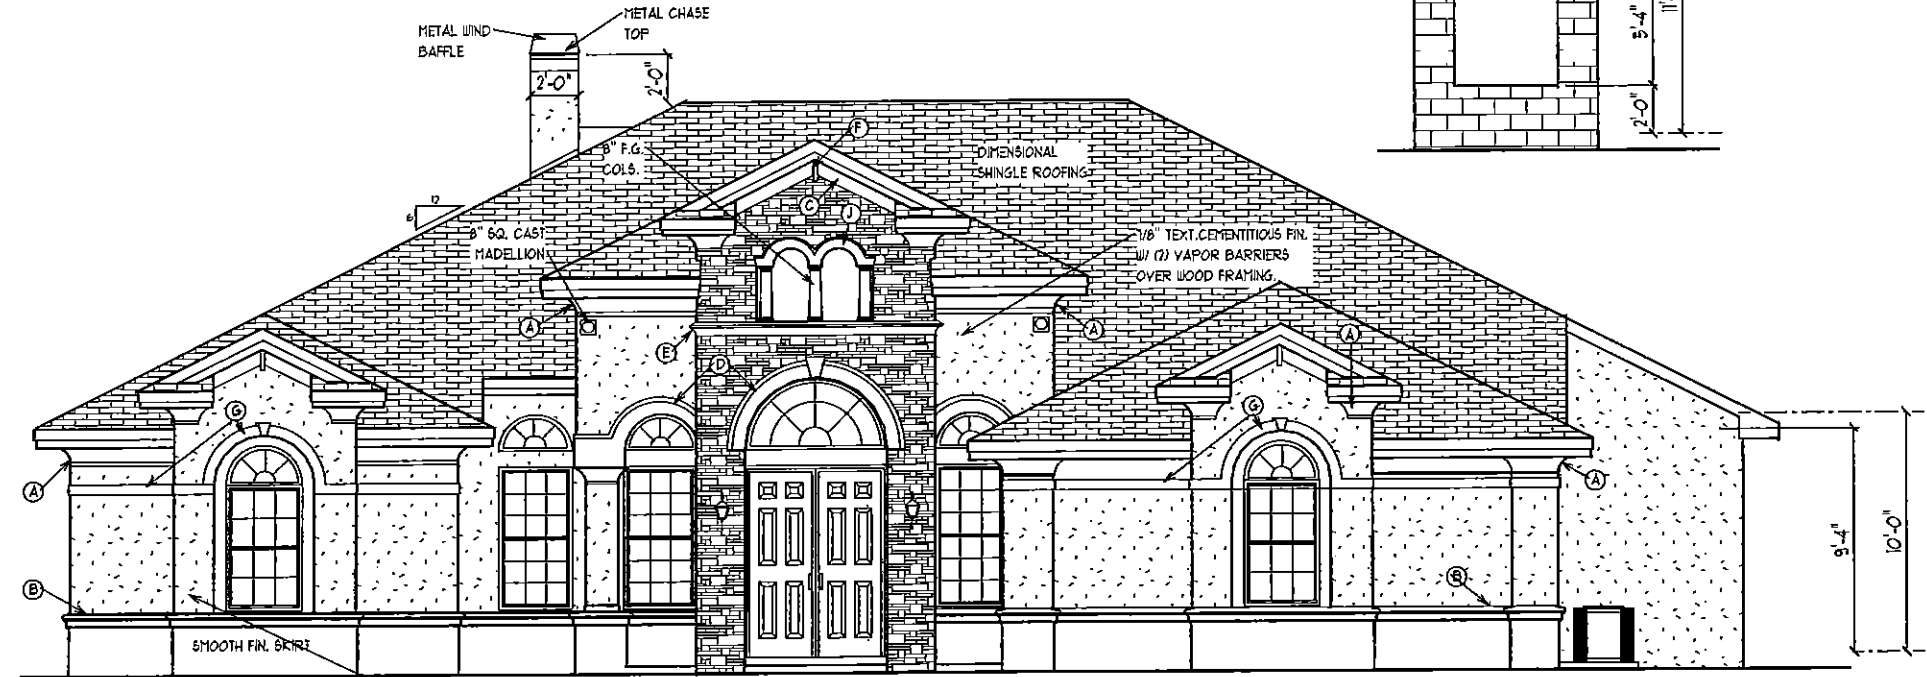 METAL WIND
BAFFLE
METAL CHASE
TOP
2'-0"
2'-0"
2'-0"
11'
F
8" F.G.
COLS.
DIMENSIONAL
SHINGLE ROOFING
12
6
C
J
8" SQ. CAST
MADELLION
1/8" TEXT.CEMENTITIOUS FIN.
W/ (2) VAPOR BARRIERS
OVER WOOD FRAMING.
A
A
A
E
D
G
G
A
A
9'-4"
10'-0"
B
B
SMOOTH FIN. SKIRT